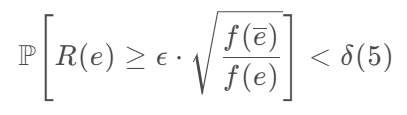 ℙ[R(e) ≥ ϵ · √(f(e̅)/f(e))] < δ(5)